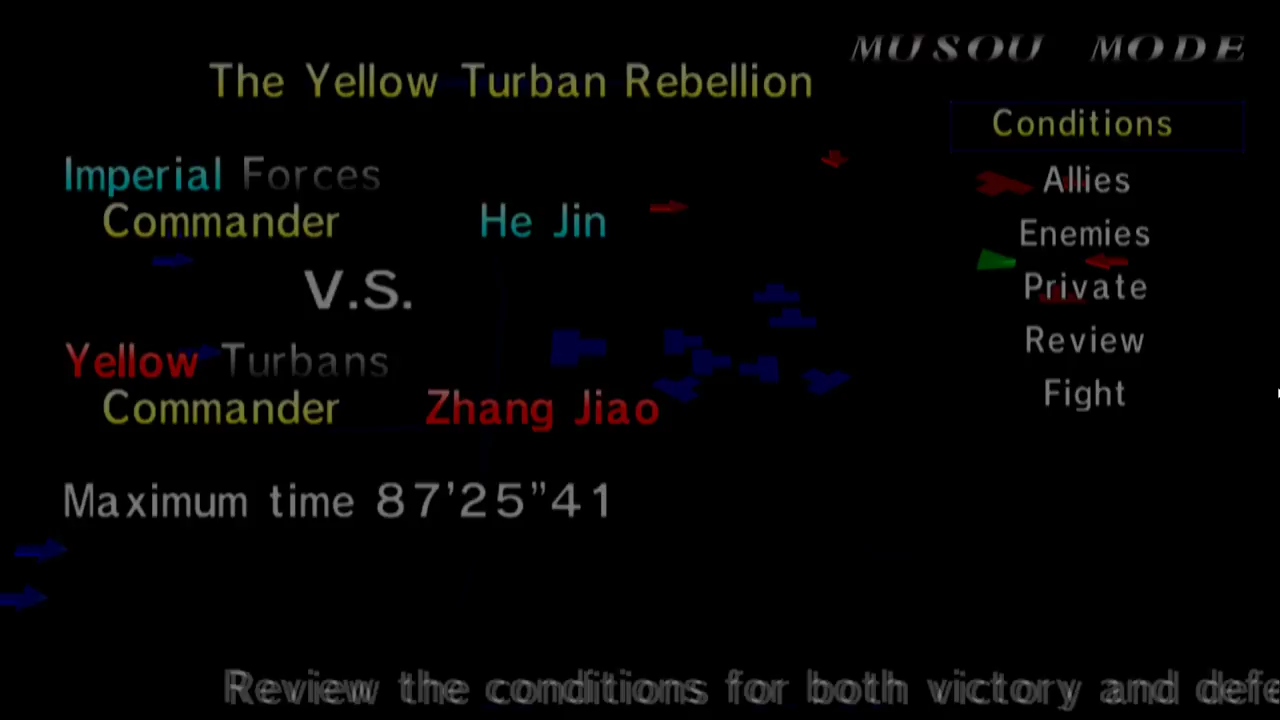 MUSOU MODE
The Yellow Turban Rebellion
Conditions
Imperial Forces
Commander He Jin
V.S.
Yellow Turbans
Commander Zhang Jiao
Maximum time 87'25"41
Allies
Enemies
Private
Review
Fight
Review the conditions for both victory and defe